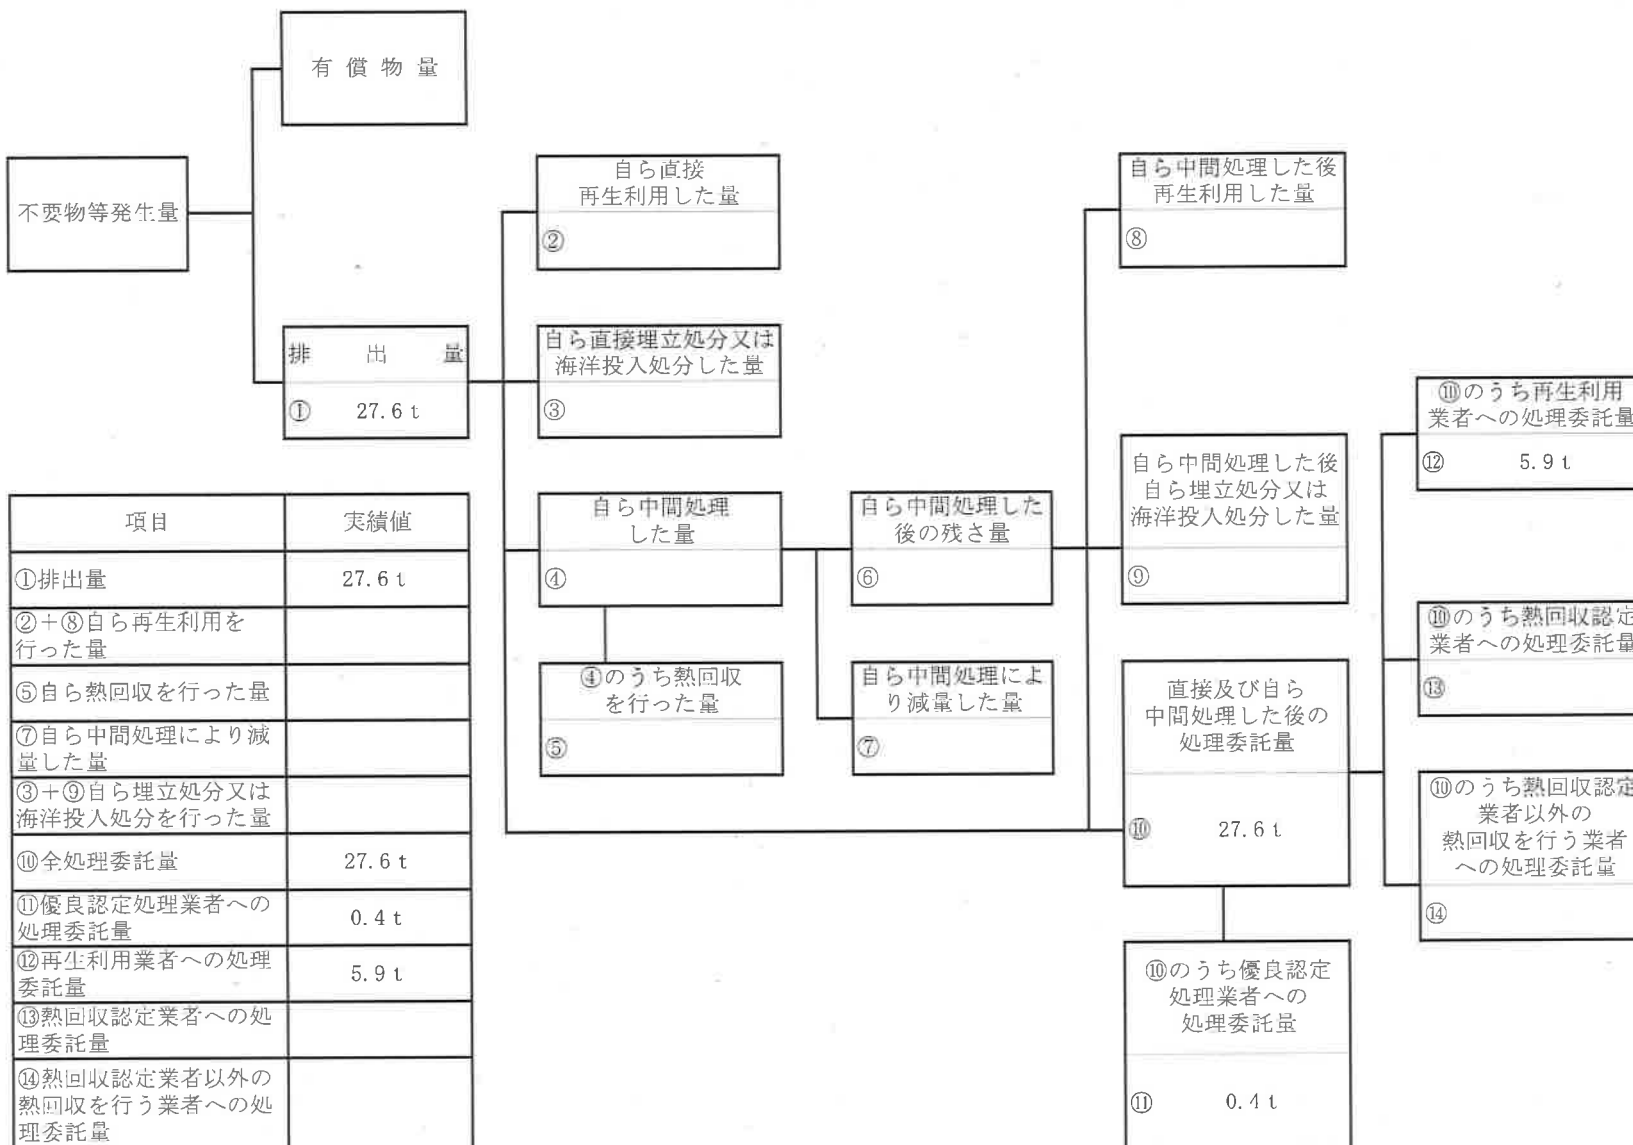 有償物量
不要物等発生量
排出量
① 27.6 t
自ら直接
再生利用した量
②
自ら直接埋立処分又は
海洋投入処分した量
③
自ら中間処理
した量
④
④のうち熱回収
を行った量
⑤
自ら中間処理した
後の残さ量
⑥
自ら中間処理によ
り減量した量
⑦
自ら中間処理した後
再生利用した量
⑧
自ら中間処理した後
自ら埋立処分又は
海洋投入処分した量
⑨
直接及び自ら
中間処理した後の
処理委託量
⑩ 27.6 t
⑩のうち優良認定
処理業者への
処理委託量
⑪ 0.4 t
⑩のうち再生利用
業者への処理委託量
⑫ 5.9 t
⑩のうち熱回収認定
業者への処理委託量
⑬
⑩のうち熱回収認定
業者以外の
熱回収を行う業者
への処理委託量
⑭
項目 実績値
①排出量 27.6 t
②+⑧自ら再生利用を
行った量
⑤自ら熱回収を行った量
⑦自ら中間処理により減
量した量
③+⑨自ら埋立処分又は
海洋投入処分を行った量
⑩全処理委託量 27.6 t
⑪優良認定処理業者への
処理委託量 0.4 t
⑫再生利用業者への処理
委託量 5.9 t
⑬熱回収認定業者への処
理委託量
⑭熱回収認定業者以外の
熱回収を行う業者への処
理委託量